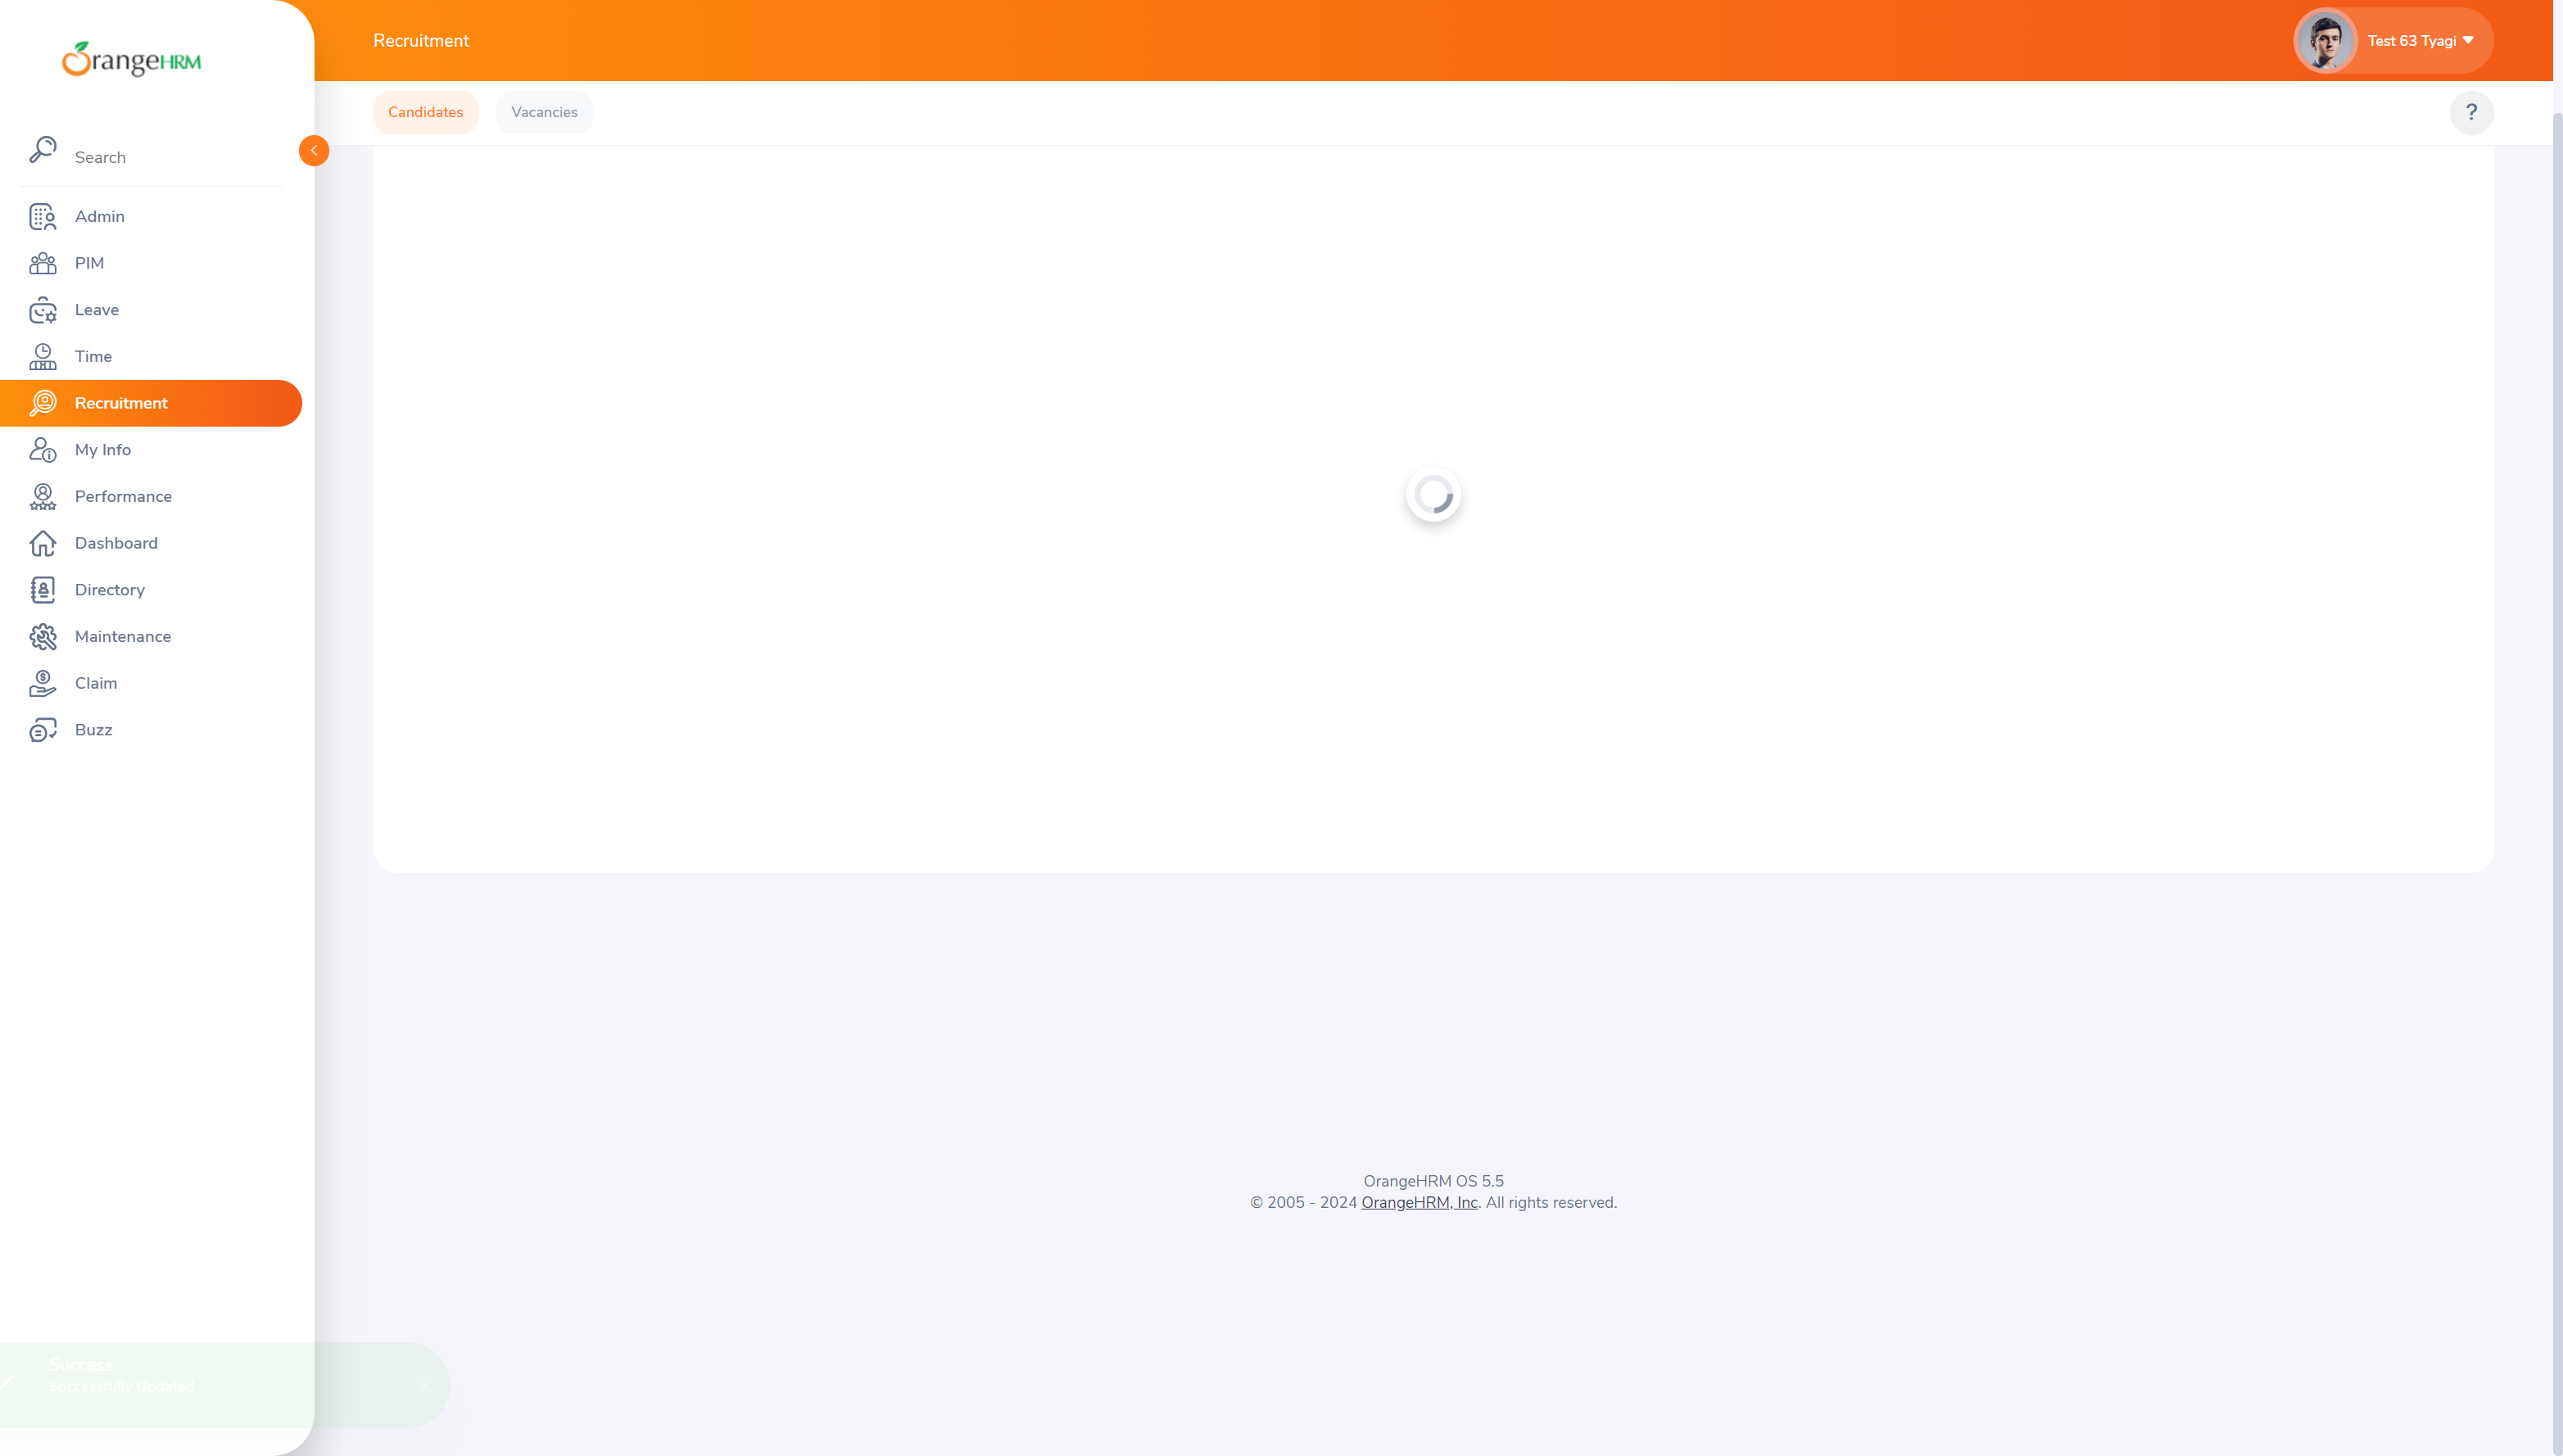 OrangeHRM
Recruitment
Test 63 Tyagi
Candidates
Vacancies
?
Search
Admin
PIM
Leave
Time
Recruitment
My Info
Performance
Dashboard
Directory
Maintenance
Claim
Buzz
OrangeHRM OS 5.5
© 2005 - 2024 OrangeHRM, Inc. All rights reserved.
Success
Successfully Updated